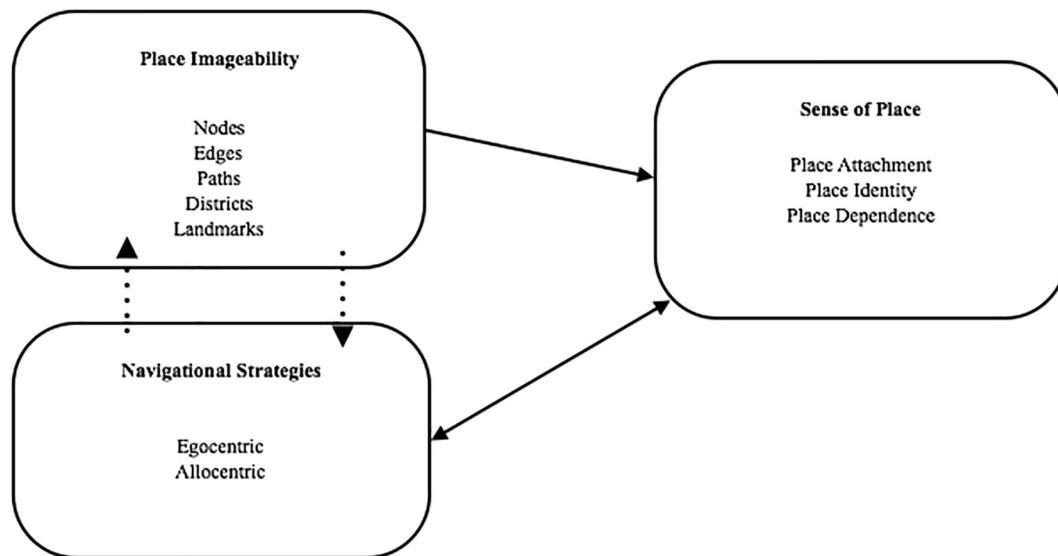 Place Imageability
Nodes
Edges
Paths
Districts
Landmarks
Sense of Place
Place Attachment
Place Identity
Place Dependence
Navigational Strategies
Egocentric
Allocentric